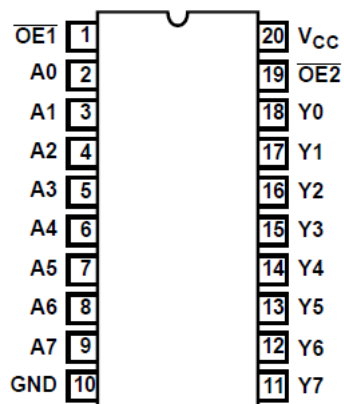 O̅E̅1̅ 1 20 VCC
A0 2 19 O̅E̅2̅
A1 3 18 Y0
A2 4 17 Y1
A3 5 16 Y2
A4 6 15 Y3
A5 7 14 Y4
A6 8 13 Y5
A7 9 12 Y6
GND 10 11 Y7